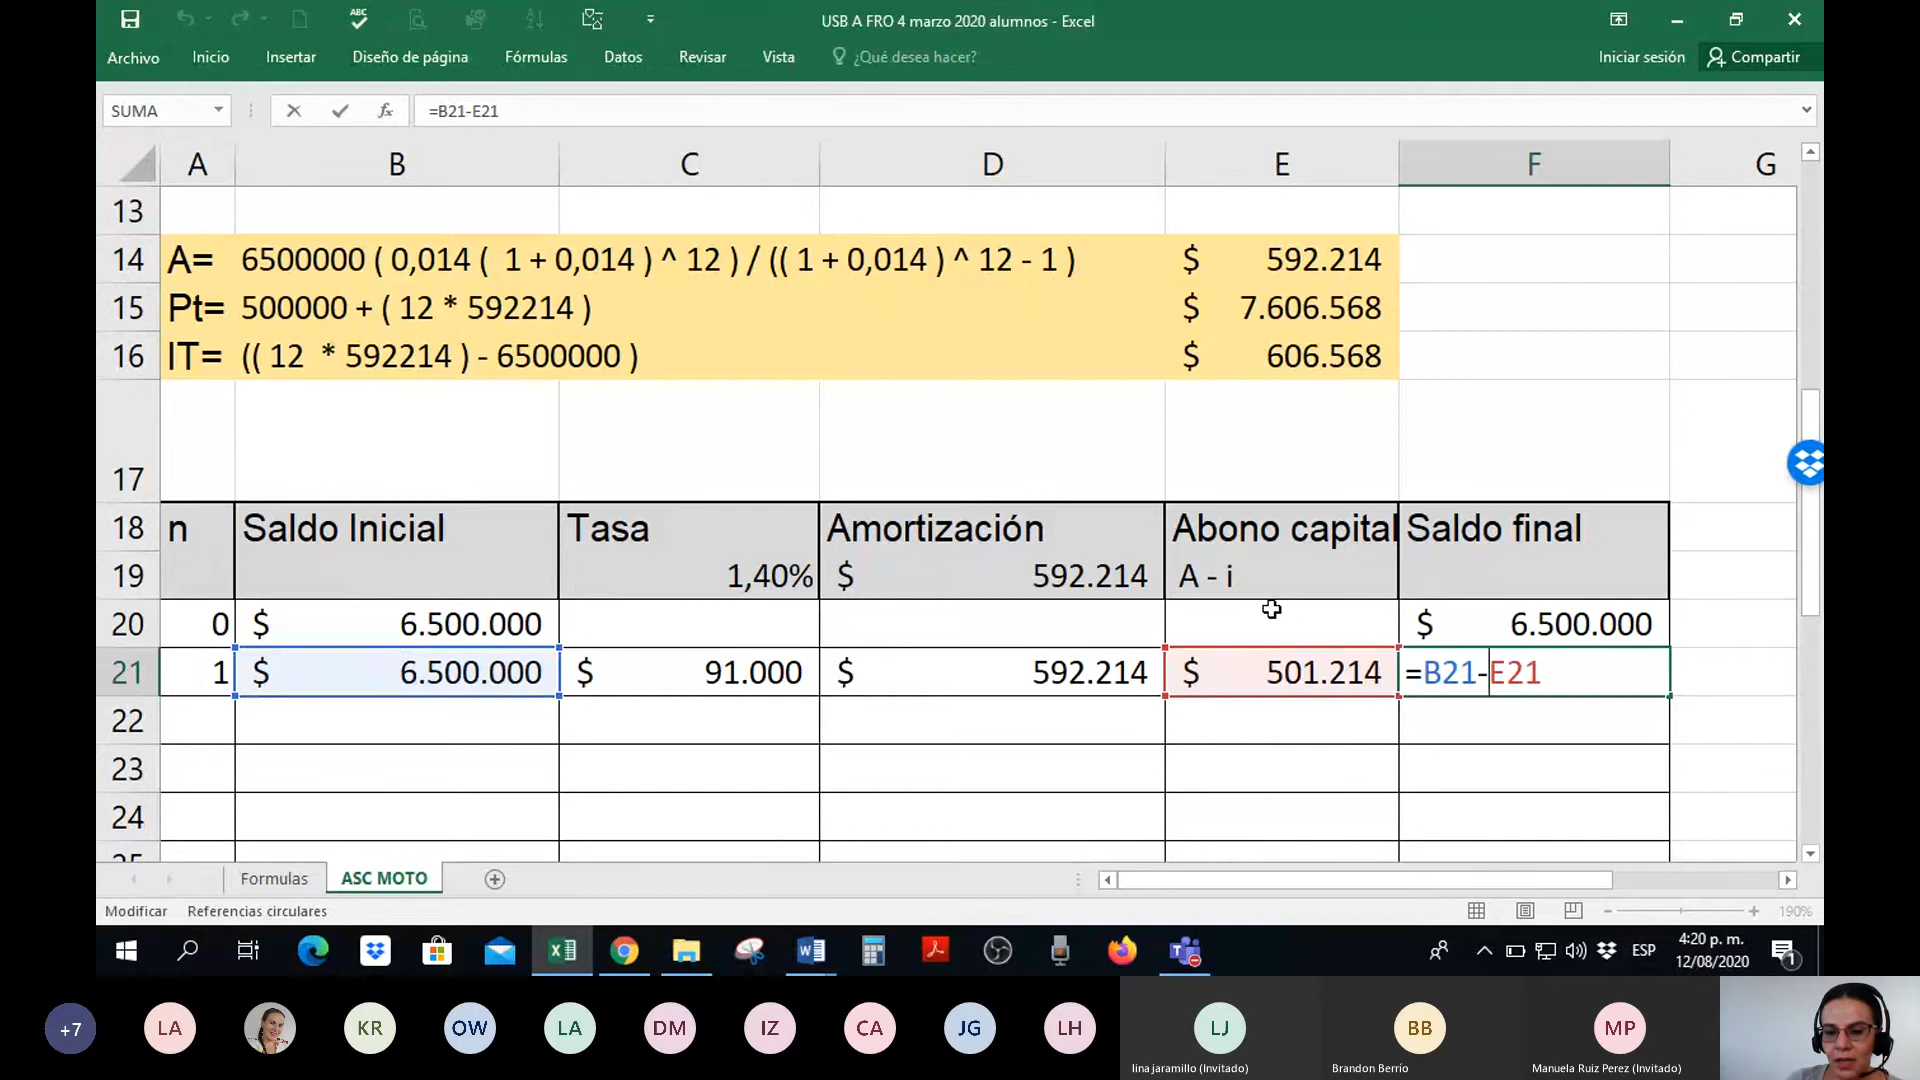 ABC
USB A FRO 4 marzo 2020 alumnos - Excel
Archivo Inicio Insertar Diseño de página Fórmulas Datos Revisar Vista ¿Qué desea hacer? Iniciar sesión Compartir
SUMA fx =B21-E21
A B C D E F G
13
14 A= 6500000 ( 0,014 ( 1 + 0,014 ) ^ 12 ) / (( 1 + 0,014 ) ^ 12 - 1 ) $ 592.214
15 Pt= 500000 + ( 12 * 592214 ) $ 7.606.568
16 IT= (( 12 * 592214 ) - 6500000 ) $ 606.568
17
18 n Saldo Inicial Tasa Amortización Abono capital Saldo final
19 1,40% $ 592.214 A - i
20 0 $ 6.500.000 $ 6.500.000
21 1 $ 6.500.000 $ 91.000 $ 592.214 $ 501.214 =B21-E21
22
23
24
25
Formulas ASC MOTO
Modificar Referencias circulares 190%
ESP 4:20 p. m.
12/08/2020 1
+7 LA KR OW LA DM IZ CA JG LH LJ BB MP
lina jaramillo (Invitado) Brandon Berrío Manuela Ruiz Perez (Invitado)